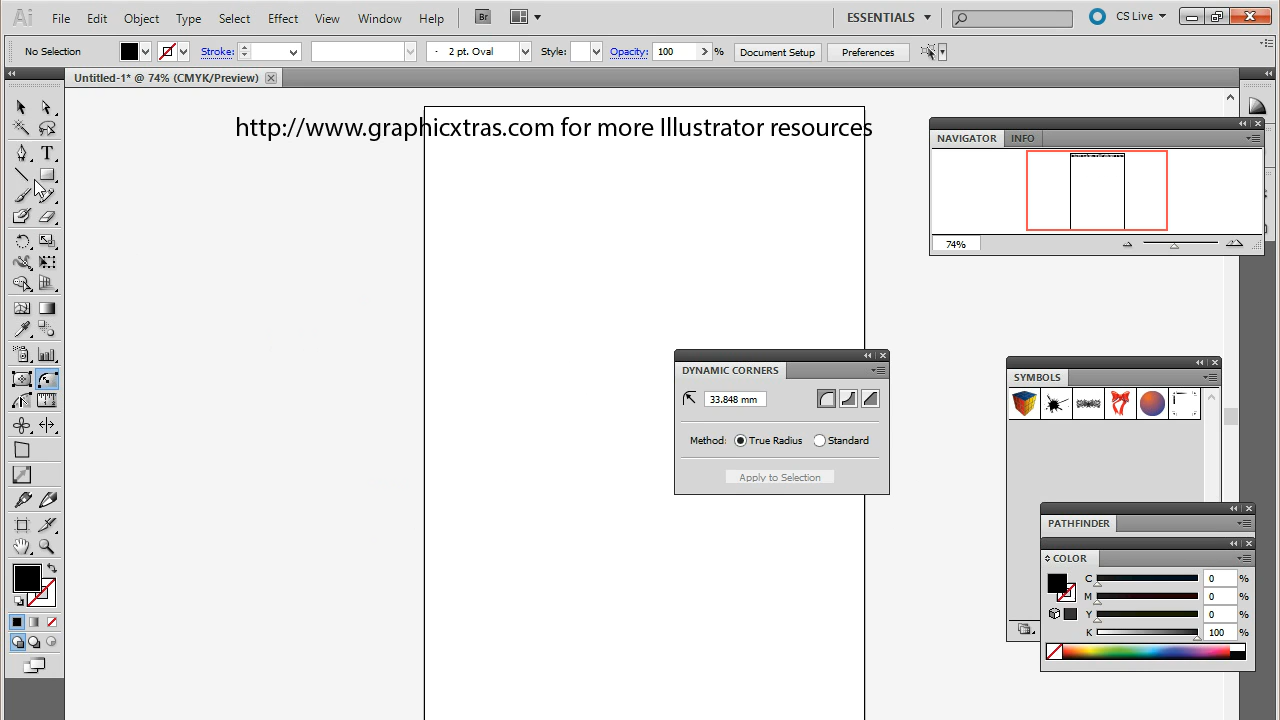 Ai File Edit Object Type Select Effect View Window Help Br ESSENTIALS CS Live
No Selection Stroke: 2 pt. Oval Style: Opacity: 100 % Document Setup Preferences
Untitled-1* @ 74% (CMYK/Preview)
http://www.graphicxtras.com for more Illustrator resources
NAVIGATOR INFO
74%
DYNAMIC CORNERS
33.848 mm
Method: True Radius Standard
Apply to Selection
SYMBOLS
PATHFINDER
COLOR
C 0 %
M 0 %
Y 0 %
K 100 %